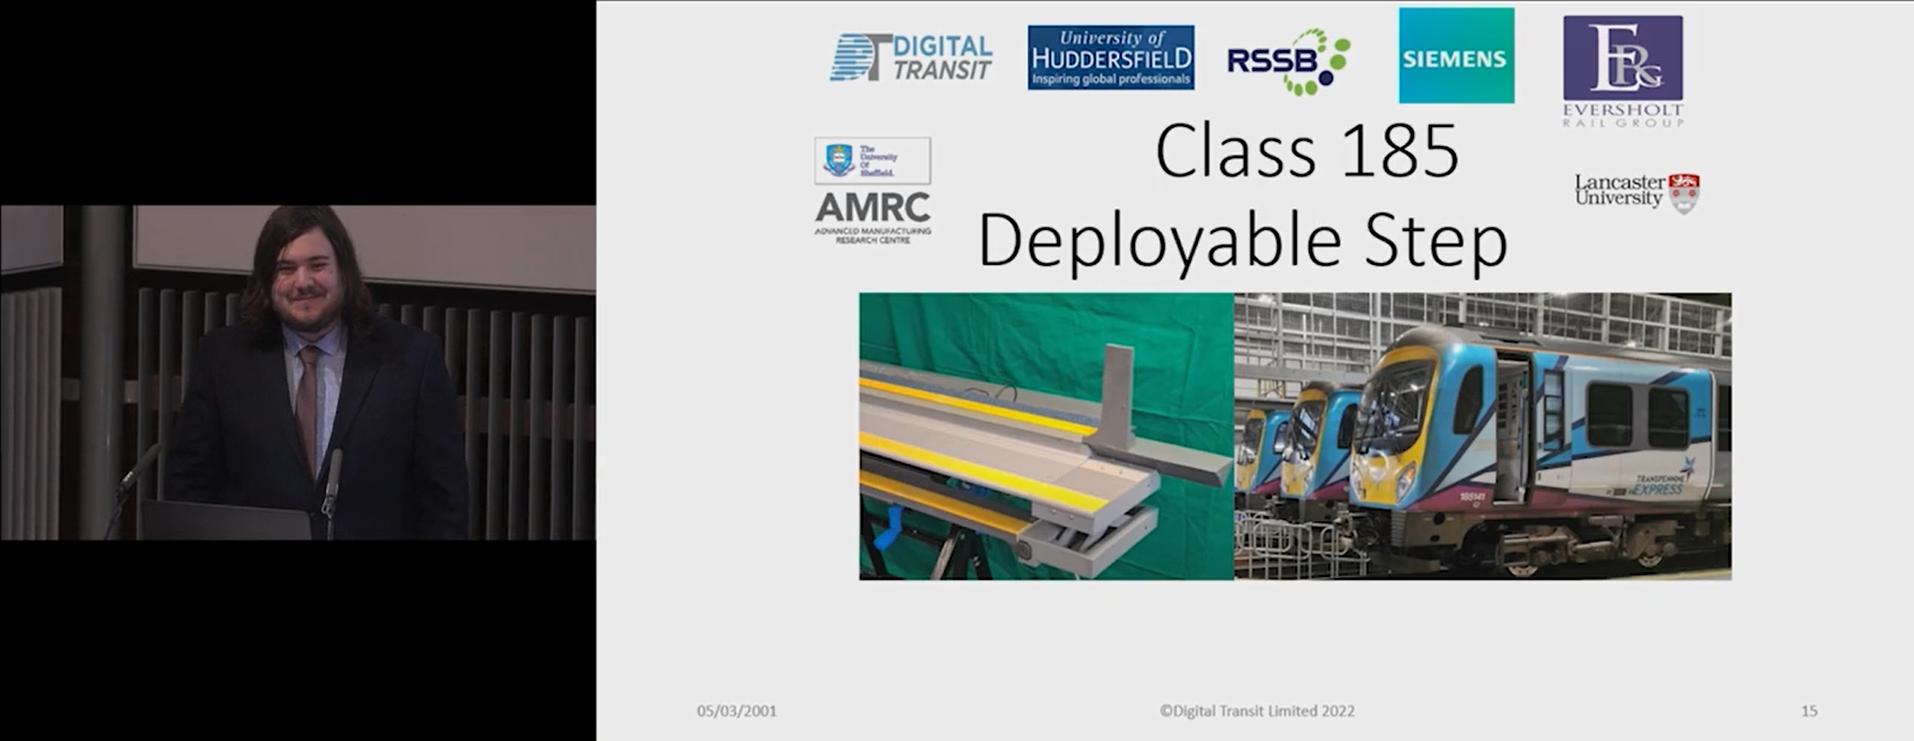 DIGITAL
TRANSIT
University of
HUDDERSFIELD
Inspiring global professionals
RSSB
SIEMENS
ERG
EVERSHOLT
RAIL GROUP
The
University
Of
Sheffield.
AMRC
ADVANCED MANUFACTURING
RESEARCH CENTRE
Class 185
Deployable Step
Lancaster
University
185141
TRANSPENNINE
EXPRESS
05/03/2001
©Digital Transit Limited 2022
15